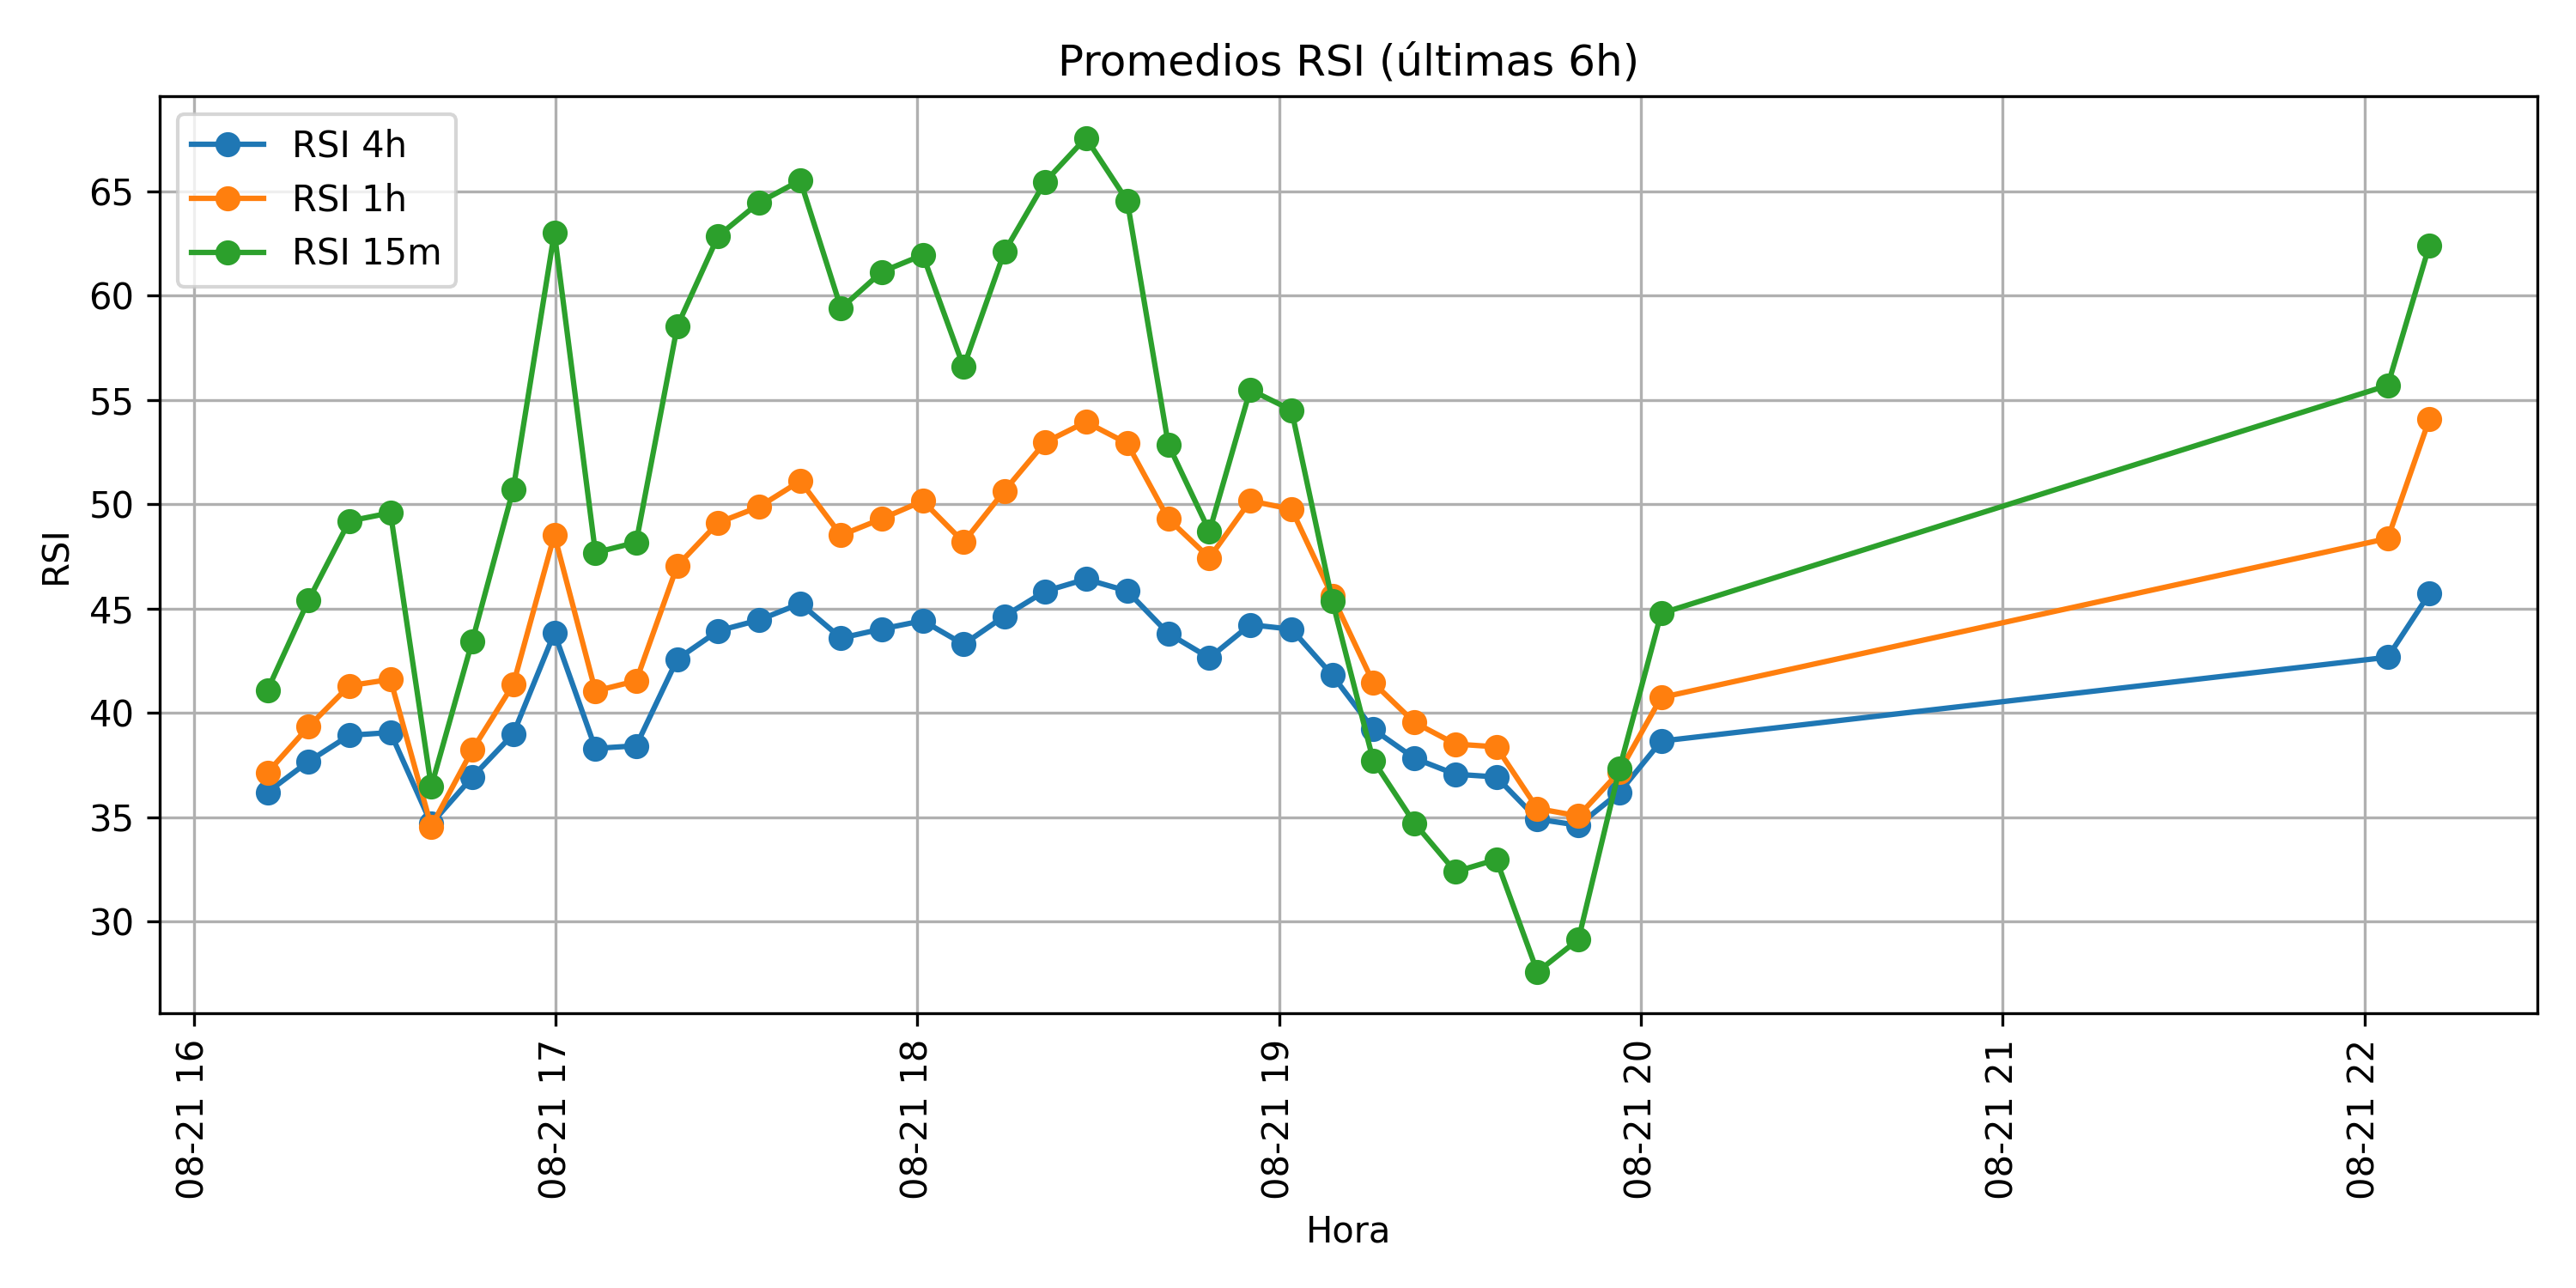 Promedios RSI (últimas 6h)
RSI 4h
RSI 1h
RSI 15m
65
60
55
50
45
40
35
30
RSI
08-21 16
08-21 17
08-21 18
08-21 19
08-21 20
08-21 21
08-21 22
Hora